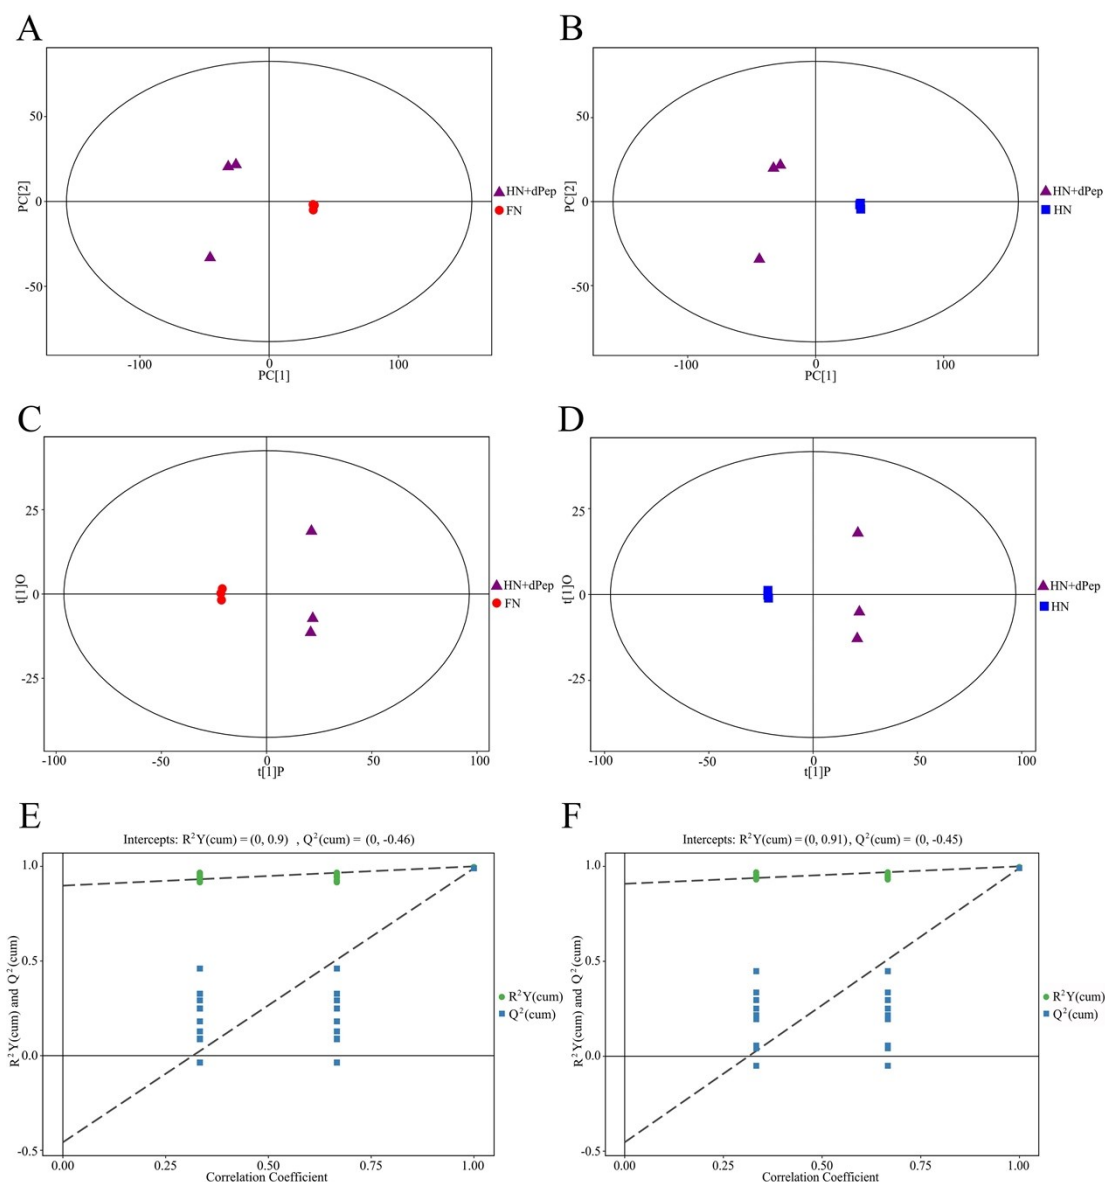 A
50
0
-50
PC[2]
-100
0
100
PC[1]
HN+dPep
FN
B
50
0
-50
PC[2]
-100
0
100
PC[1]
HN+dPep
HN
C
25
0
-25
t[1]O
-100
-50
0
50
100
t[1]P
HN+dPep
FN
D
25
0
-25
t[1]O
-100
-50
0
50
100
t[1]P
HN+dPep
HN
E
Intercepts: R²Y(cum) = (0, 0.9) , Q²(cum) = (0, -0.46)
1.0
0.5
0.0
-0.5
R²Y(cum) and Q²(cum)
0.00
0.25
0.50
0.75
1.00
Correlation Coefficient
R²Y(cum)
Q²(cum)
F
Intercepts: R²Y(cum) = (0, 0.91), Q²(cum) = (0, -0.45)
1.0
0.5
0.0
-0.5
R²Y(cum) and Q²(cum)
0.00
0.25
0.50
0.75
1.00
Correlation Coefficient
R²Y(cum)
Q²(cum)